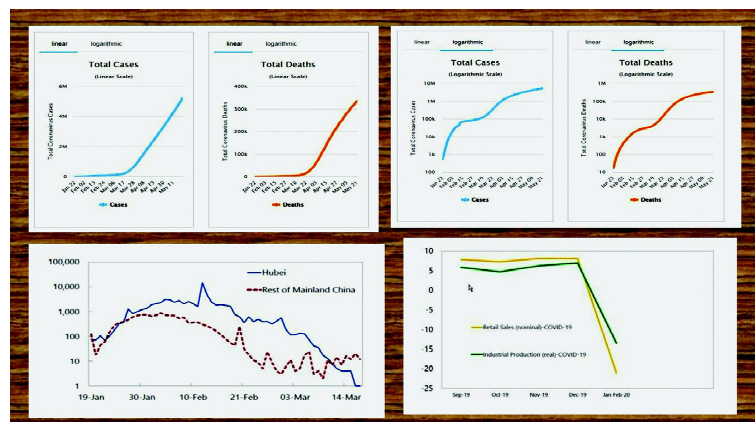 linear logarithmic
Total Cases
(Linear Scale)
Total Coronavirus Cases
6M
4M
2M
0
Cases
linear logarithmic
Total Deaths
(Linear Scale)
Total Coronavirus Deaths
400k
300k
200k
100k
0
Deaths
linear logarithmic
Total Cases
(Logarithmic Scale)
Total Coronavirus Cases
10M
1M
100k
10k
1k
100
Cases
linear logarithmic
Total Deaths
(Logarithmic Scale)
Total Coronavirus Deaths
1M
100k
10k
1k
100
10
Deaths
100,000
10,000
1,000
100
10
1
Hubei
Rest of Mainland China
19-Jan 30-Jan 10-Feb 21-Feb 03-Mar 14-Mar
10
5
0
-5
-10
-15
-20
-25
Retail Sales (nominal)-COVID-19
Industrial Production (real)-COVID-19
Sep-19 Oct-19 Nov-19 Dec-19 Jan-Feb 20